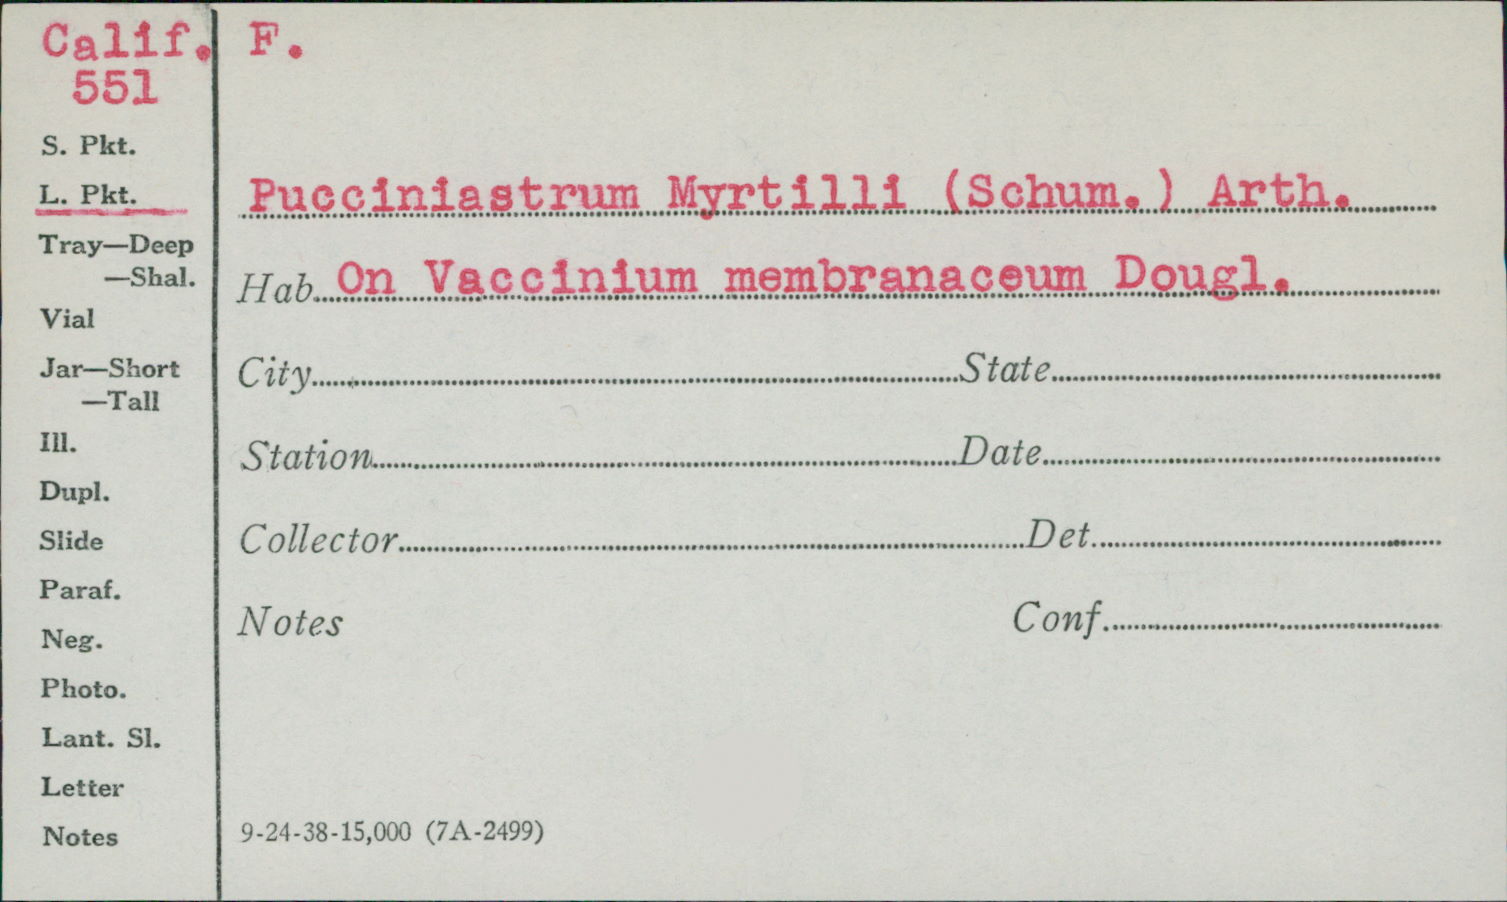 Calif. F.
551
S. Pkt.
L. Pkt.
Pucciniastrum Myrtilli (Schum.) Arth.
Tray—Deep
—Shal.
Hab. On Vaccinium membranaceum Dougl.
Vial
Jar—Short
—Tall
City State
Ill.
Station Date
Dupl.
Slide
Collector Det.
Paraf.
Neg.
Notes Conf.
Photo.
Lant. Sl.
Letter
Notes
9-24-38-15,000 (7A-2499)